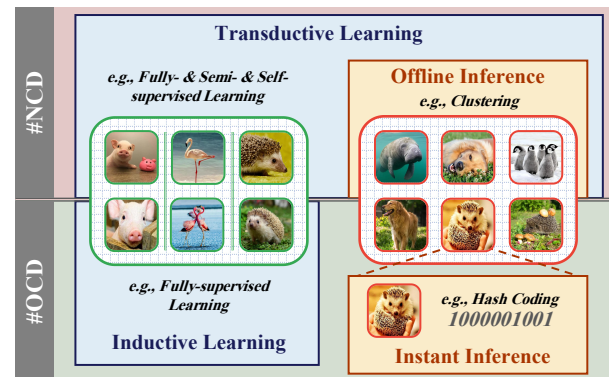 #NCD
Transductive Learning
e.g., Fully- & Semi- & Self-
supervised Learning
Offline Inference
e.g., Clustering
#OCD
e.g., Fully-supervised
Learning
Inductive Learning
e.g., Hash Coding
1000001001
Instant Inference